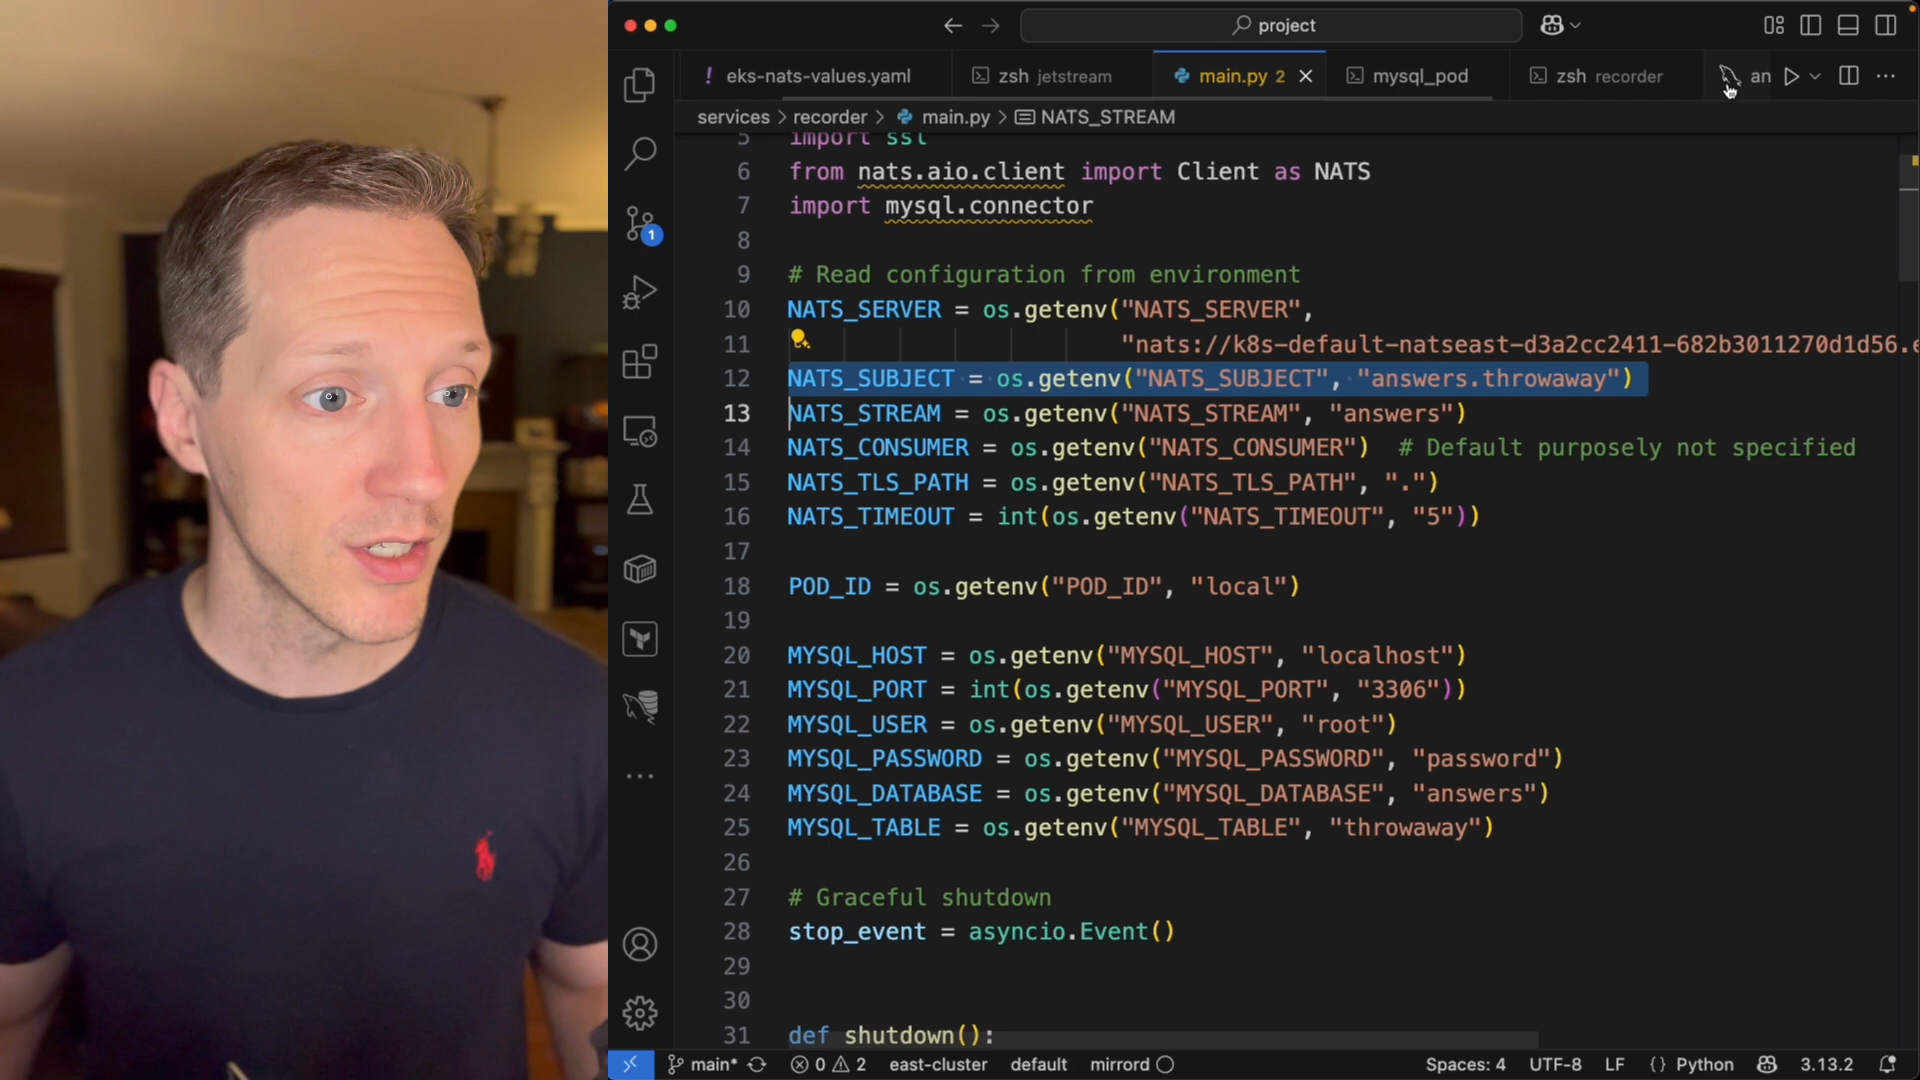 project
! eks-nats-values.yaml
zsh jetstream
main.py 2
mysql_pod
zsh recorder
an
services > recorder > main.py > NATS_STREAM
5 import ssl
6 from nats.aio.client import Client as NATS
7 import mysql.connector
8
9 # Read configuration from environment
10 NATS_SERVER = os.getenv("NATS_SERVER",
11 "nats://k8s-default-natseast-d3a2cc2411-682b3011270d1d56.e
12 NATS_SUBJECT = os.getenv("NATS_SUBJECT", "answers.throwaway")
13 NATS_STREAM = os.getenv("NATS_STREAM", "answers")
14 NATS_CONSUMER = os.getenv("NATS_CONSUMER") # Default purposely not specified
15 NATS_TLS_PATH = os.getenv("NATS_TLS_PATH", ".")
16 NATS_TIMEOUT = int(os.getenv("NATS_TIMEOUT", "5"))
17
18 POD_ID = os.getenv("POD_ID", "local")
19
20 MYSQL_HOST = os.getenv("MYSQL_HOST", "localhost")
21 MYSQL_PORT = int(os.getenv("MYSQL_PORT", "3306"))
22 MYSQL_USER = os.getenv("MYSQL_USER", "root")
23 MYSQL_PASSWORD = os.getenv("MYSQL_PASSWORD", "password")
24 MYSQL_DATABASE = os.getenv("MYSQL_DATABASE", "answers")
25 MYSQL_TABLE = os.getenv("MYSQL_TABLE", "throwaway")
26
27 # Graceful shutdown
28 stop_event = asyncio.Event()
29
30
31 def shutdown():
1
main* 0 2 east-cluster default mirrord Spaces: 4 UTF-8 LF {} Python 3.13.2